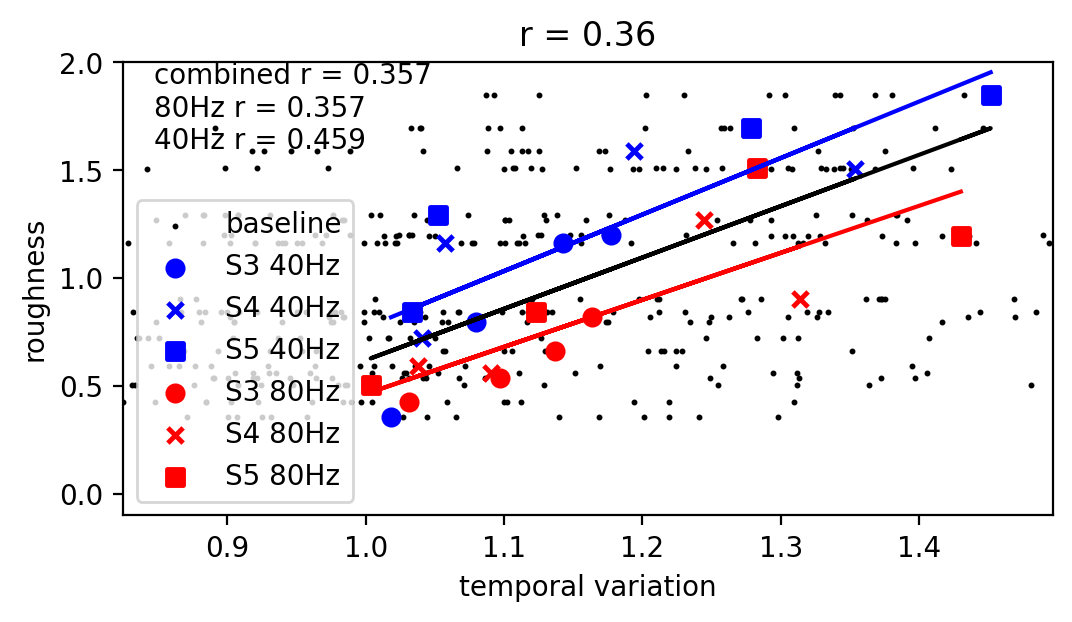 r = 0.36
combined r = 0.357
80Hz r = 0.357
40Hz r = 0.459
baseline
S3 40Hz
S4 40Hz
S5 40Hz
S3 80Hz
S4 80Hz
S5 80Hz
roughness
2.0
1.5
1.0
0.5
0.0
0.9 1.0 1.1 1.2 1.3 1.4
temporal variation